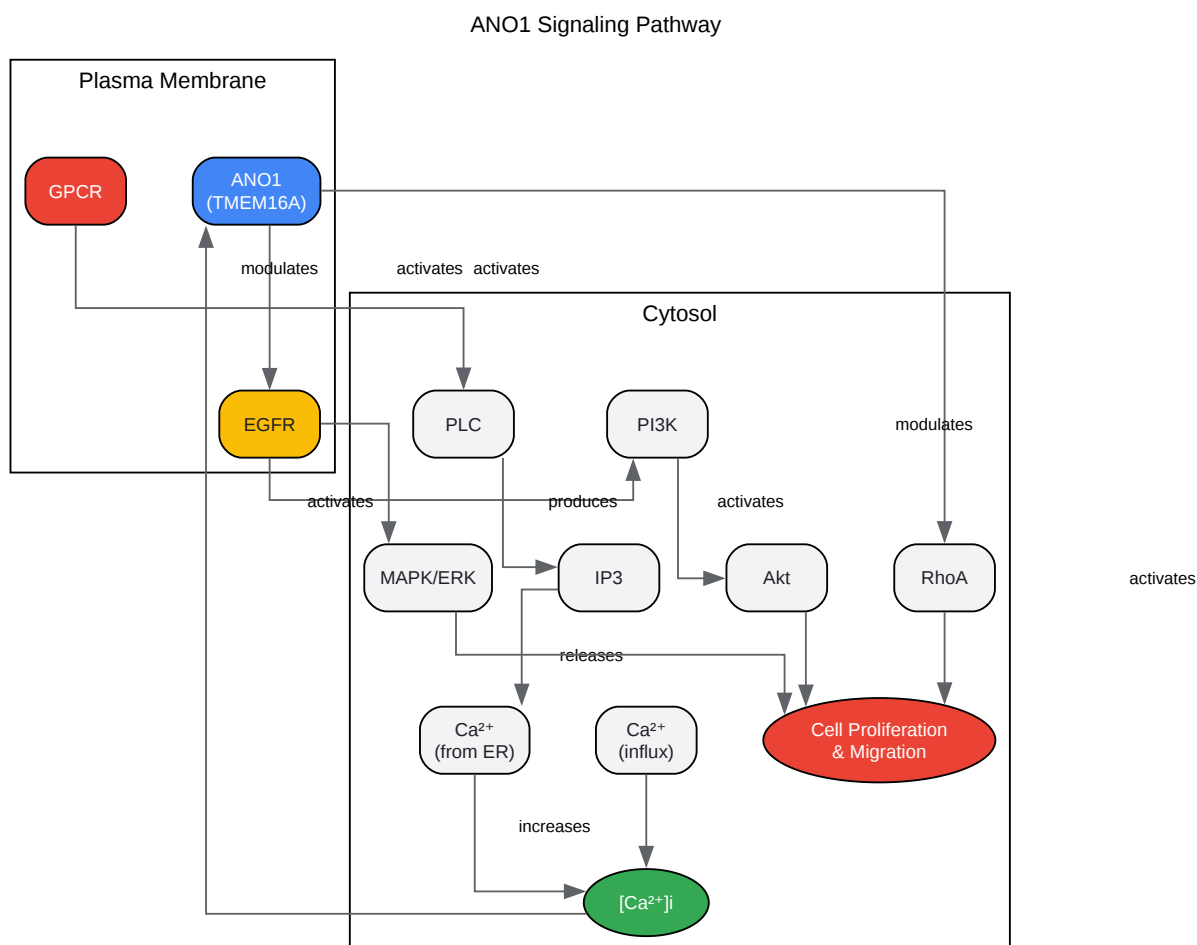 ANO1 Signaling Pathway
Plasma Membrane
GPCR
ANO1
(TMEM16A)
modulates
activates
activates
Cytosol
EGFR
PLC
PI3K
modulates
activates
produces
activates
MAPK/ERK
IP3
Akt
RhoA
activates
releases
Ca²⁺
(from ER)
Ca²⁺
(influx)
Cell Proliferation
& Migration
increases
[Ca²⁺]i